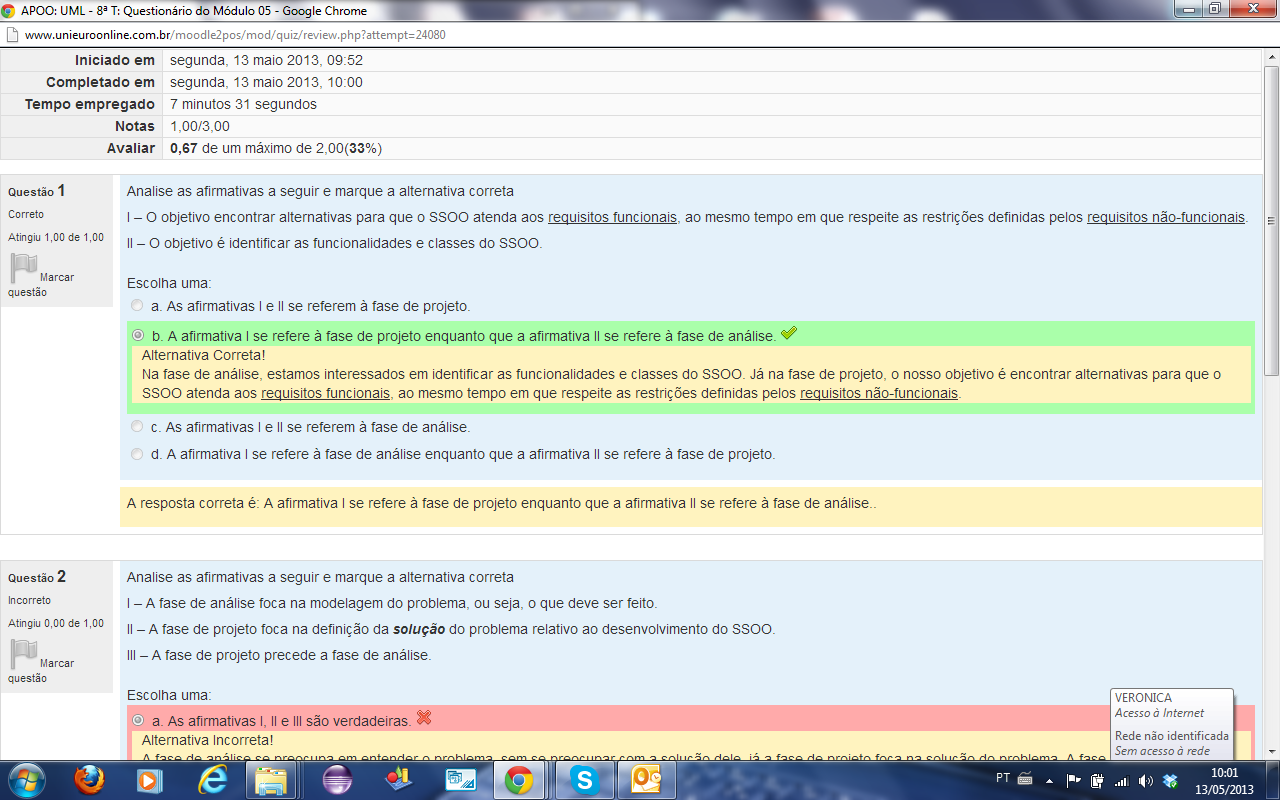 APOO: UML - 8ª T: Questionário do Módulo 05 - Google Chrome
www.unieuroonline.com.br/moodle2pos/mod/quiz/review.php?attempt=24080
Iniciado em segunda, 13 maio 2013, 09:52
Completado em segunda, 13 maio 2013, 10:00
Tempo empregado 7 minutos 31 segundos
Notas 1,00/3,00
Avaliar 0,67 de um máximo de 2,00(33%)
Questão 1
Correto
Atingiu 1,00 de 1,00
Marcar
questão
Analise as afirmativas a seguir e marque a alternativa correta
I – O objetivo encontrar alternativas para que o SSOO atenda aos requisitos funcionais, ao mesmo tempo em que respeite as restrições definidas pelos requisitos não-funcionais.
II – O objetivo é identificar as funcionalidades e classes do SSOO.
Escolha uma:
a. As afirmativas I e II se referem à fase de projeto.
b. A afirmativa I se refere à fase de projeto enquanto que a afirmativa II se refere à fase de análise.
Alternativa Correta!
Na fase de análise, estamos interessados em identificar as funcionalidades e classes do SSOO. Já na fase de projeto, o nosso objetivo é encontrar alternativas para que o
SSOO atenda aos requisitos funcionais, ao mesmo tempo em que respeite as restrições definidas pelos requisitos não-funcionais.
c. As afirmativas I e II se referem à fase de análise.
d. A afirmativa I se refere à fase de análise enquanto que a afirmativa II se refere à fase de projeto.
A resposta correta é: A afirmativa I se refere à fase de projeto enquanto que a afirmativa II se refere à fase de análise..
Questão 2
Incorreto
Atingiu 0,00 de 1,00
Marcar
questão
Analise as afirmativas a seguir e marque a alternativa correta
I – A fase de análise foca na modelagem do problema, ou seja, o que deve ser feito.
II – A fase de projeto foca na definição da solução do problema relativo ao desenvolvimento do SSOO.
III – A fase de projeto precede a fase de análise.
Escolha uma:
a. As afirmativas I, II e III são verdadeiras.
Alternativa Incorreta!
A fase de análise se preocupa em entender o problema, sem se preocupar com a solução dele, já a fase de projeto foca na solução do problema. A fase
VERONICA
Acesso à Internet
Rede não identificada
Sem acesso à rede
PT
10:01
13/05/2013